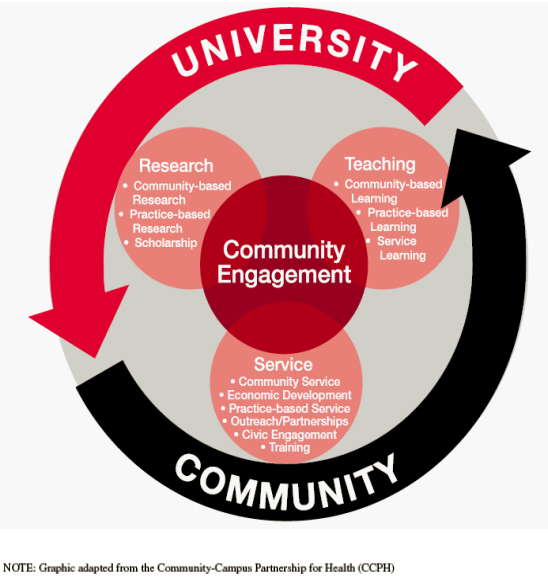 UNIVERSITY
Research
• Community-based
Research
• Practice-based
Research
• Scholarship
Teaching
• Community-based
Learning
• Practice-based
Learning
• Service
Learning
Community
Engagement
Service
• Community Service
• Economic Development
• Practice-based Service
• Outreach/Partnerships
• Civic Engagement
• Training
COMMUNITY
NOTE: Graphic adapted from the Community-Campus Partnership for Health (CCPH)